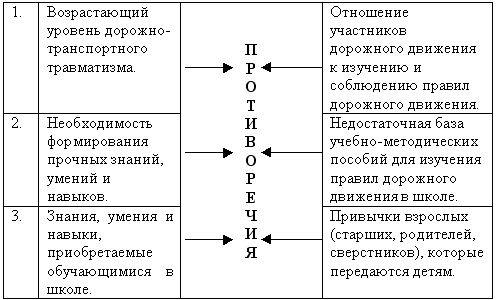 1.
Возрастающий
уровень дорожно-
транспортного
травматизма.
Отношение
участников
дорожного движения
к изучению и
соблюдению правил
дорожного движения.
2.
Необходимость
формирования
прочных знаний,
умений и
навыков.
Недостаточная база
учебно-методических
пособий для изучения
правил дорожного
движения в школе.
3.
Знания, умения и
навыки,
приобретаемые
обучающимися в
школе.
Привычки взрослых
(старших, родителей,
сверстников), которые
передаются детям.
П
Р
О
Т
И
В
О
Р
Е
Ч
И
Я